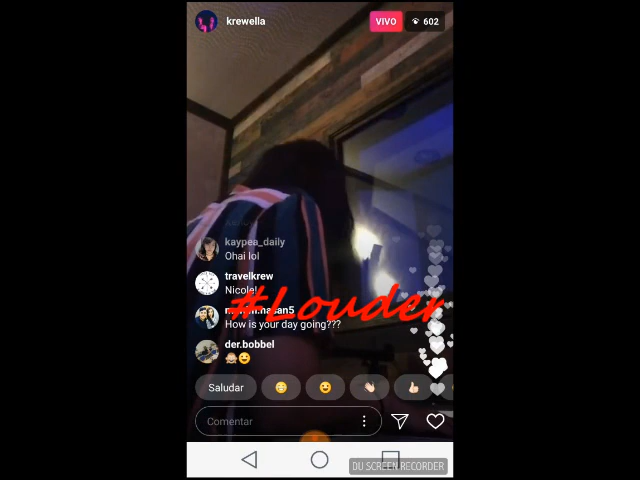 krewella
VIVO
602
kaypea_daily
Ohai lol
travelkrew
Nicole!
#Louder
How is your day going???
der.bobbel
Saludar
Comentar
DU SCREEN RECORDER